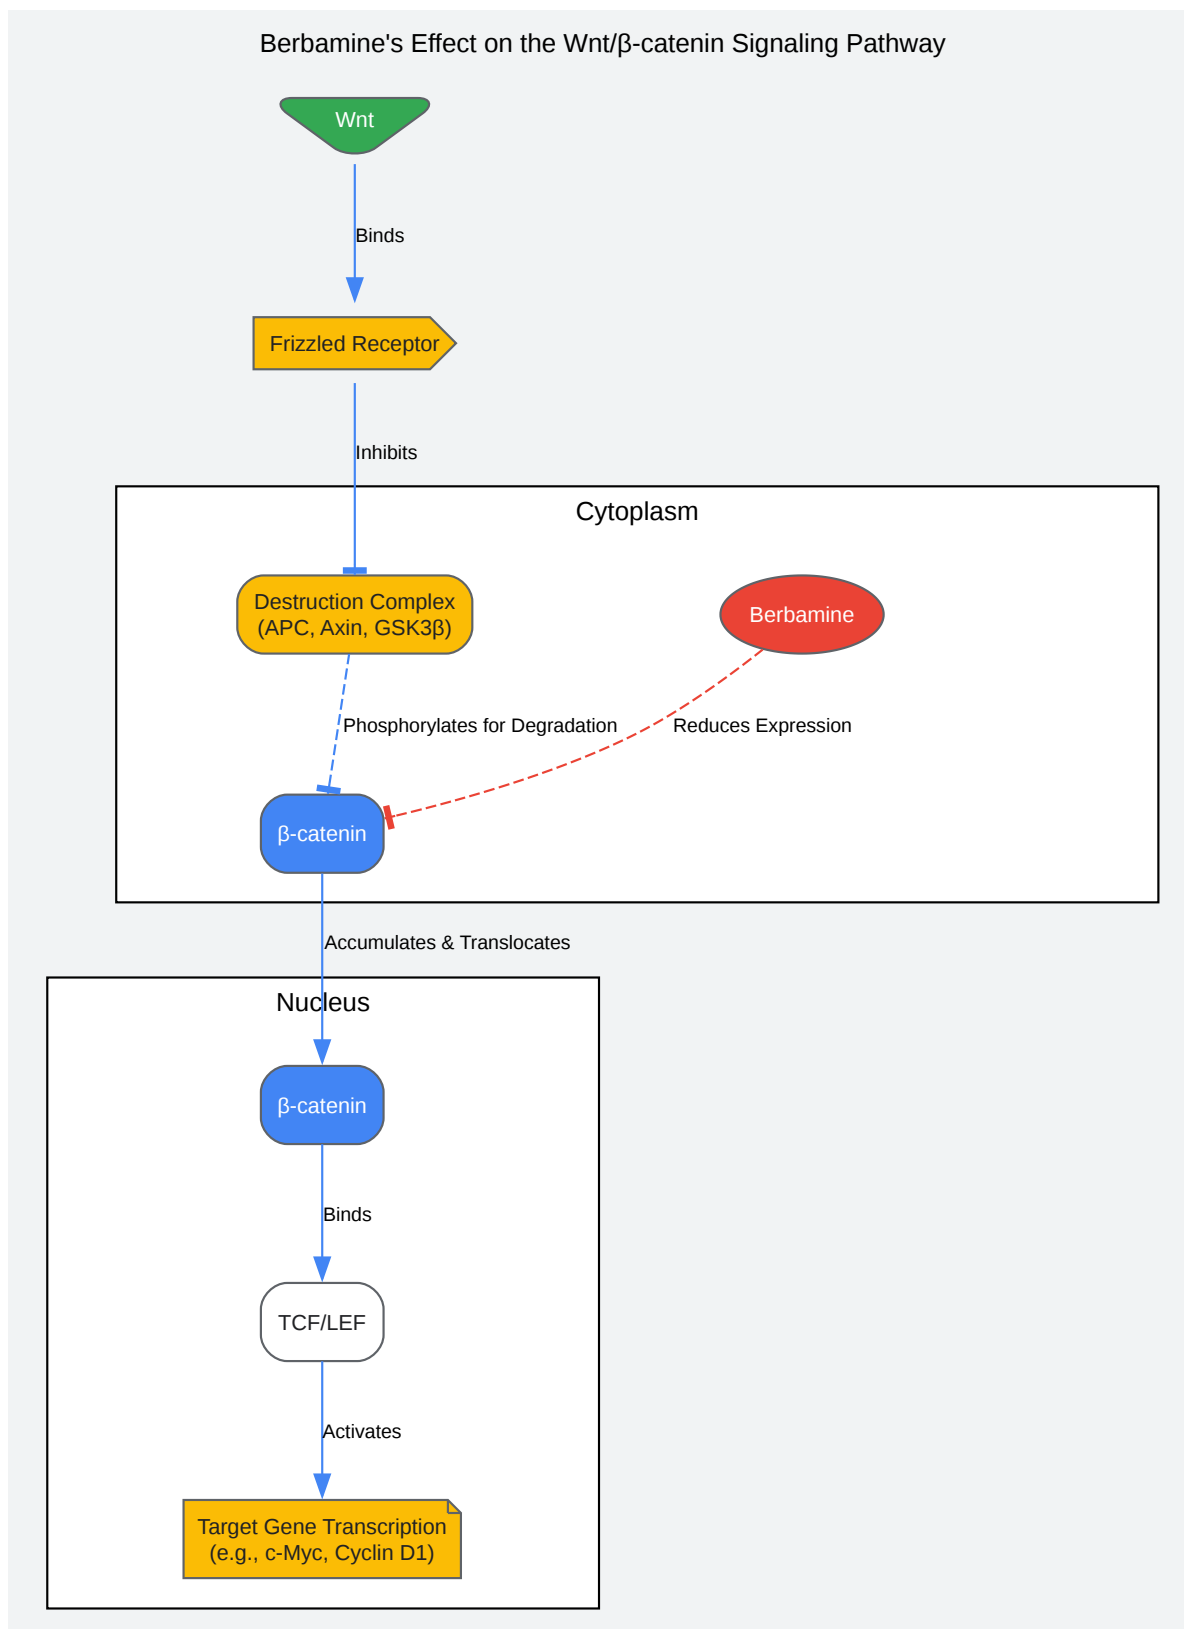 Berbamine's Effect on the Wnt/β-catenin Signaling Pathway
Wnt
Binds
Frizzled Receptor
Inhibits
Cytoplasm
Destruction Complex
(APC, Axin, GSK3β)
Berbamine
Phosphorylates for Degradation
Reduces Expression
β-catenin
Accumulates & Translocates
Nucleus
β-catenin
Binds
TCF/LEF
Activates
Target Gene Transcription
(e.g., c-Myc, Cyclin D1)